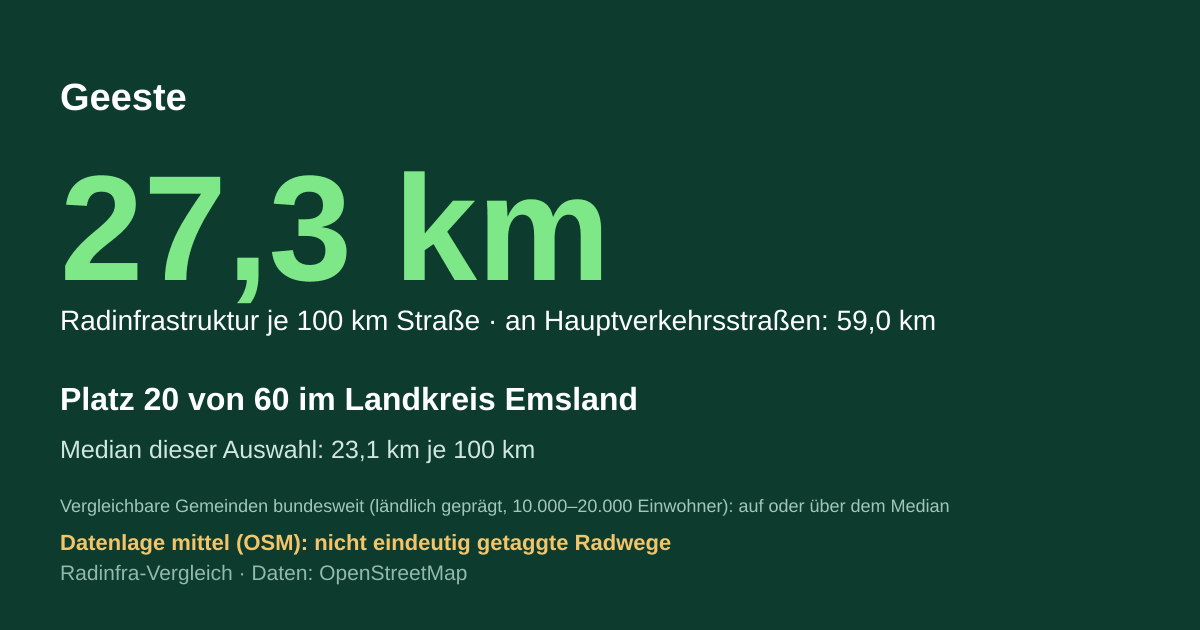 Geeste
27,3 km
Radinfrastruktur je 100 km Straße · an Hauptverkehrsstraßen: 59,0 km
Platz 20 von 60 im Landkreis Emsland
Median dieser Auswahl: 23,1 km je 100 km
Vergleichbare Gemeinden bundesweit (ländlich geprägt, 10.000–20.000 Einwohner): auf oder über dem Median
Datenlage mittel (OSM): nicht eindeutig getaggte Radwege
Radinfra-Vergleich · Daten: OpenStreetMap